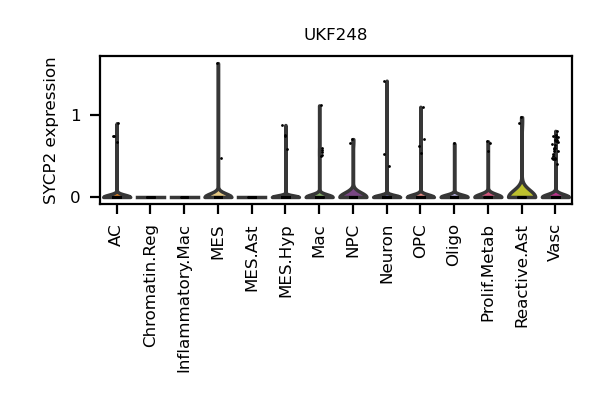 UKF248
SYCP2 expression
1
0
AC
Chromatin.Reg
Inflammatory.Mac
MES
MES.Ast
MES.Hyp
Mac
NPC
Neuron
OPC
Oligo
Prolif.Metab
Reactive.Ast
Vasc